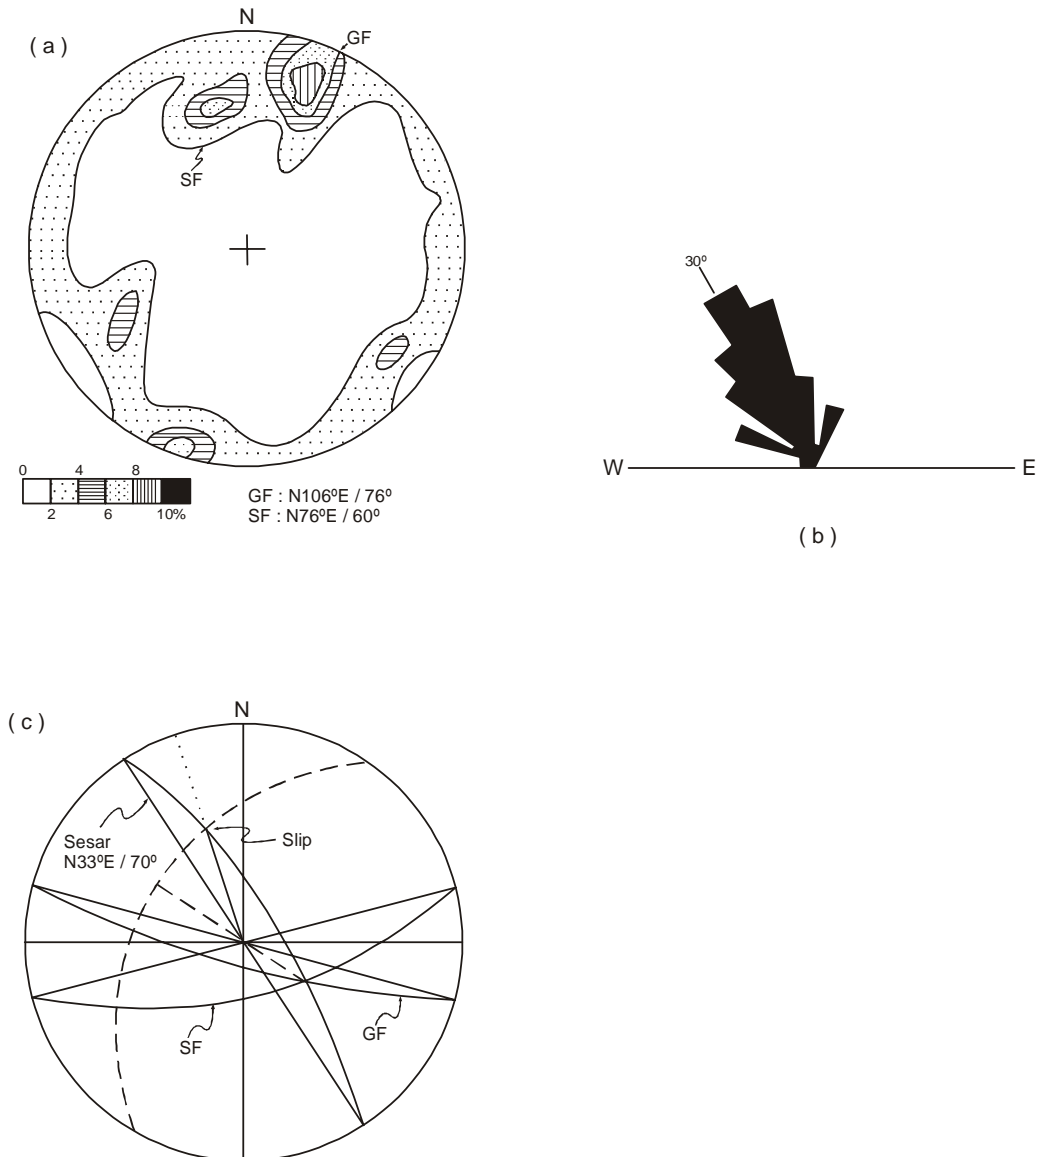 ( a )
N
GF
SF
0 4 8
2 6 10%
GF : N106ºE / 76º
SF : N76ºE / 60º
30º
W
E
( b )
( c )
N
Sesar
N33ºE / 70º
Slip
SF
GF